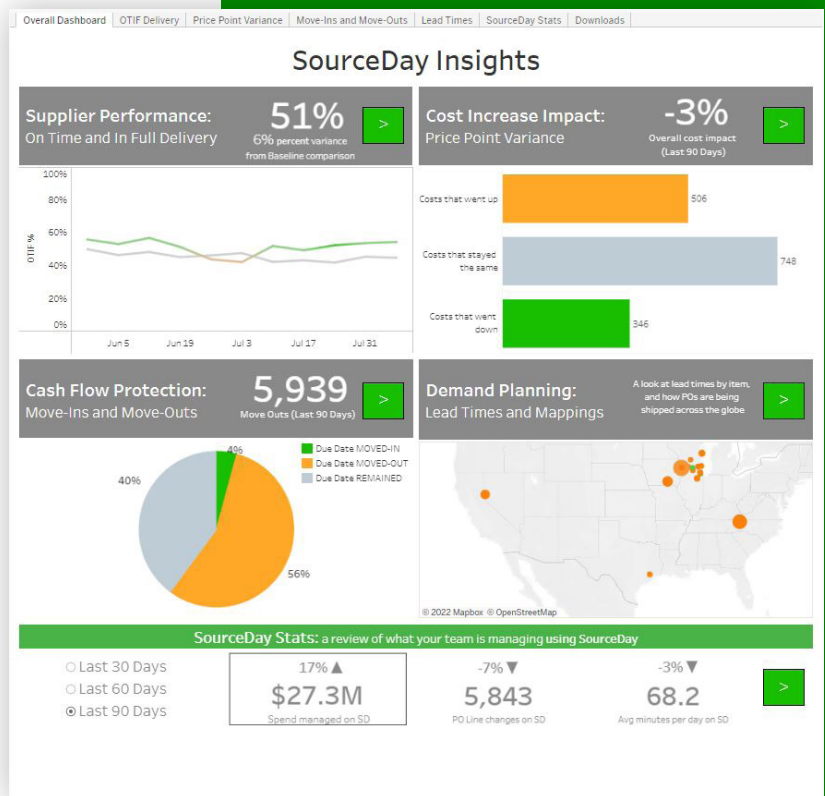 Overall Dashboard
OTIF Delivery
Price Point Variance
Move-Ins and Move-Outs
Lead Times
SourceDay Stats
Downloads
SourceDay Insights
Supplier Performance:
On Time and In Full Delivery
51%
6% percent variance
from Baseline comparison
>
Cost Increase Impact:
Price Point Variance
-3%
Overall cost impact
(Last 90 Days)
>
OTIF %
100%
80%
60%
40%
20%
0%
Jun 5
Jun 19
Jul 3
Jul 17
Jul 31
Costs that went up
506
Costs that stayed
the same
748
Costs that went
down
346
Cash Flow Protection:
Move-Ins and Move-Outs
5,939
Move Outs (Last 90 Days)
>
Demand Planning:
Lead Times and Mappings
A look at lead times by item,
and how POs are being
shipped across the globe
>
4%
40%
56%
Due Date MOVED-IN
Due Date MOVED-OUT
Due Date REMAINED
© 2022 Mapbox © OpenStreetMap
SourceDay Stats: a review of what your team is managing using SourceDay
Last 30 Days
Last 60 Days
Last 90 Days
17% ▲
$27.3M
Spend managed on SD
-7% ▼
5,843
PO Line changes on SD
-3% ▼
68.2
Avg minutes per day on SD
>